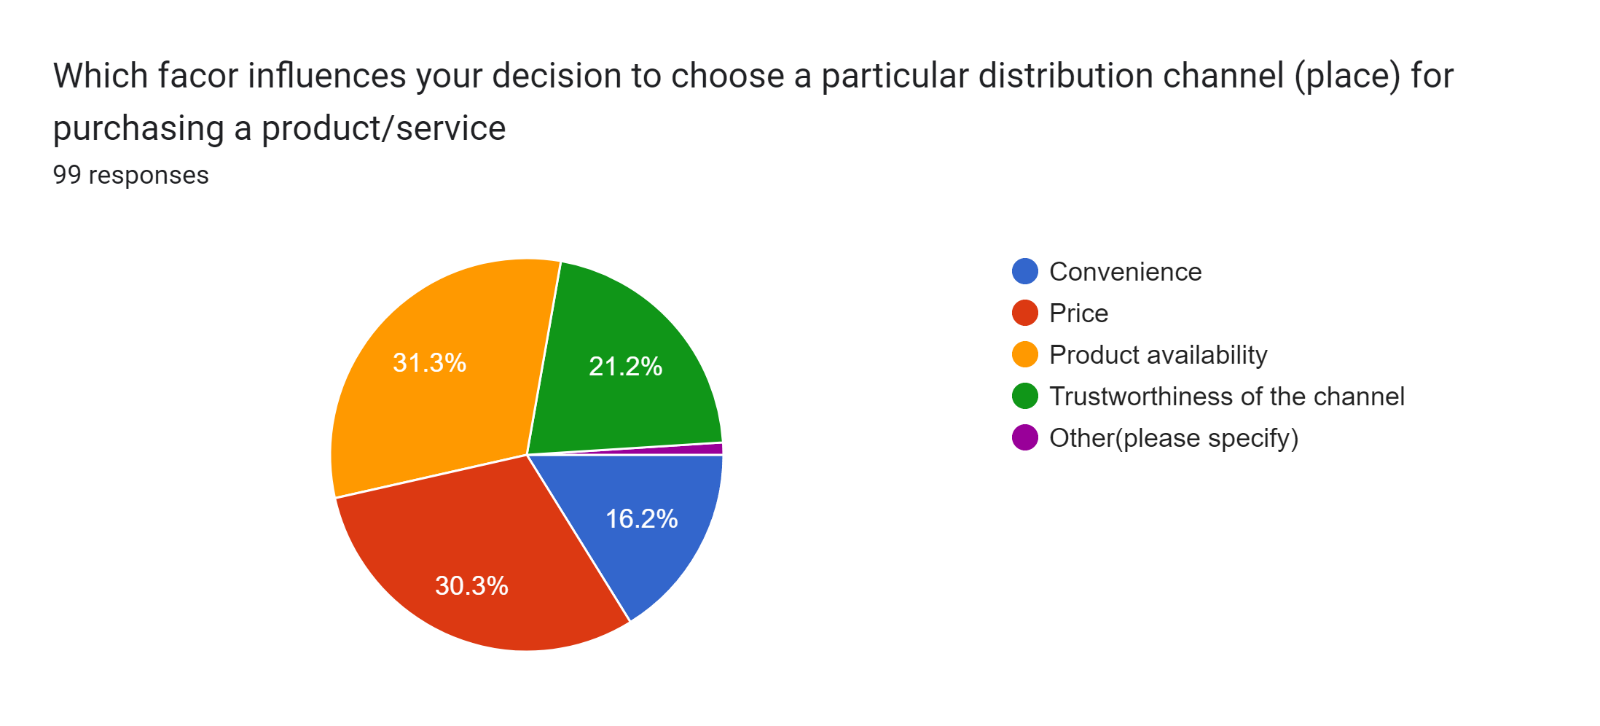 Which facor influences your decision to choose a particular distribution channel (place) for
purchasing a product/service
99 responses
Convenience
Price
Product availability
Trustworthiness of the channel
Other(please specify)
31.3%
21.2%
16.2%
30.3%